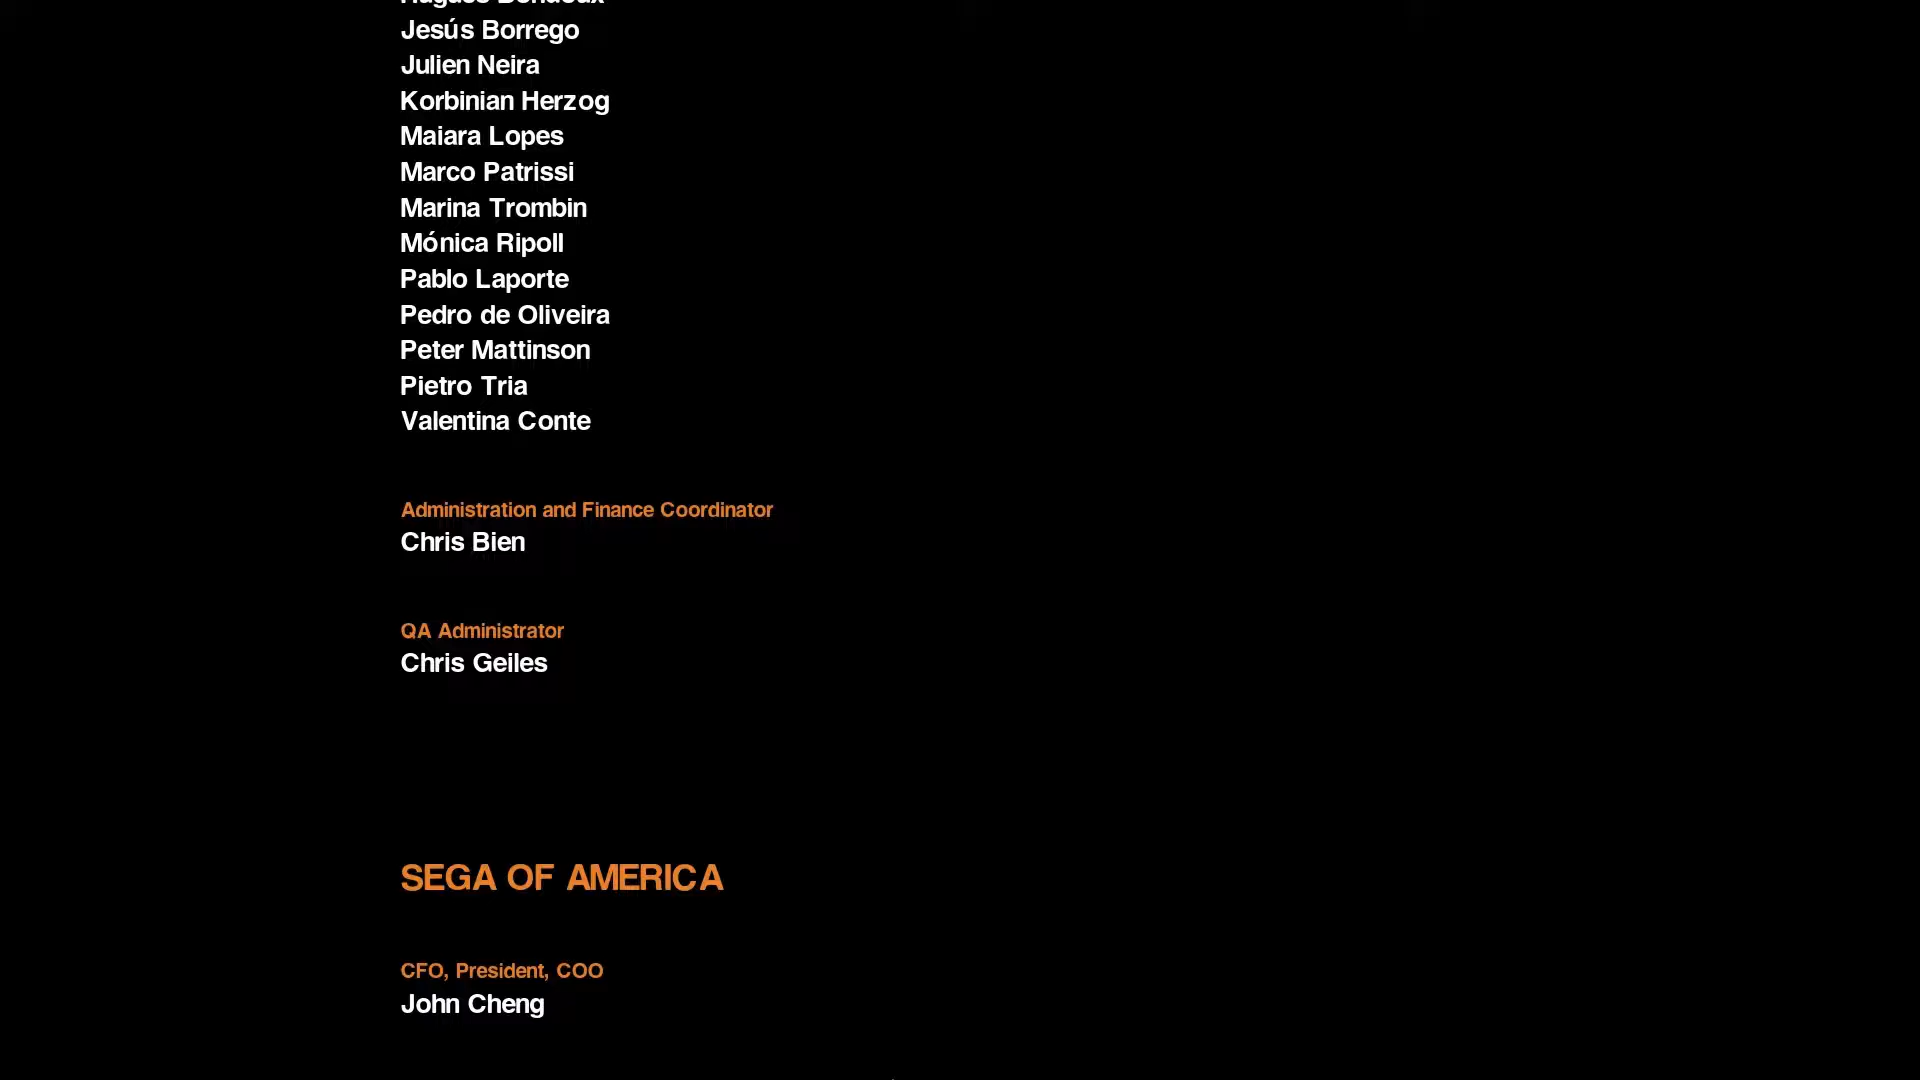 Jesús Borrego
Julien Neira
Korbinian Herzog
Maiara Lopes
Marco Patrissi
Marina Trombin
Mónica Ripoll
Pablo Laporte
Pedro de Oliveira
Peter Mattinson
Pietro Tria
Valentina Conte
Administration and Finance Coordinator
Chris Bien
QA Administrator
Chris Geiles
SEGA OF AMERICA
CFO, President, COO
John Cheng